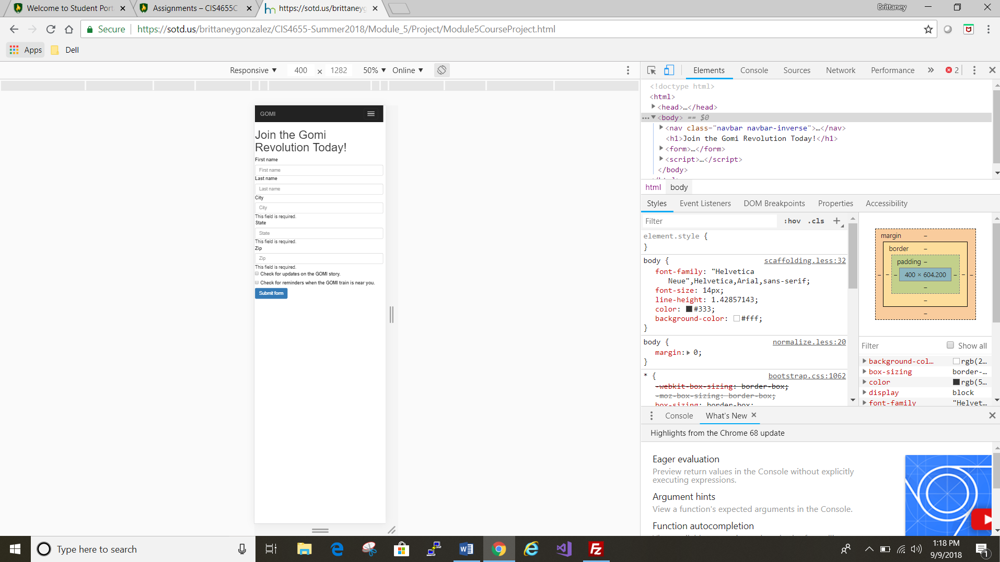 Welcome to Student Port
Assignments – CIS4655C
https://sotd.us/brittaneyg
Brittaney
Secure
https://sotd.us/brittaneygonzalez/CIS4655-Summer2018/Module_5/Project/Module5CourseProject.html
Apps
Dell
Responsive ▼ 400 × 1282 50% ▼ Online ▼
Elements Console Sources Network Performance » 2
<!doctype html>
<html>
<head>…</head>
<body> == $0
<nav class="navbar navbar-inverse">…</nav>
<h1>Join the Gomi Revolution Today!</h1>
<form>…</form>
<script>…</script>
</body>
html body
Styles Event Listeners DOM Breakpoints Properties Accessibility
Filter :hov .cls +
element.style {
}
body { scaffolding.less:32
font-family: "Helvetica
Neue",Helvetica,Arial,sans-serif;
font-size: 14px;
line-height: 1.42857143;
color: #333;
background-color: #fff;
}
body { normalize.less:20
margin: 0;
}
* { bootstrap.css:1062
-webkit-box-sizing: border-box;
-moz-box-sizing: border-box;
box-sizing: border-box;
margin –
border –
padding –
400 × 604.200
Filter Show all
background-col… rgb(2…
box-sizing border-…
color rgb(5…
display block
font-family "Helvet…
Console What's New ×
Highlights from the Chrome 68 update
Eager evaluation
Preview return values in the Console without explicitly
executing expressions.
Argument hints
View a function's expected arguments in the Console.
Function autocompletion
GOMI
Join the Gomi
Revolution Today!
First name
First name
Last name
Last name
City
City
This field is required.
State
State
This field is required.
Zip
Zip
This field is required.
Check for updates on the GOMI story.
Check for reminders when the GOMI train is near you.
Submit form
Type here to search
1:18 PM
9/9/2018
1